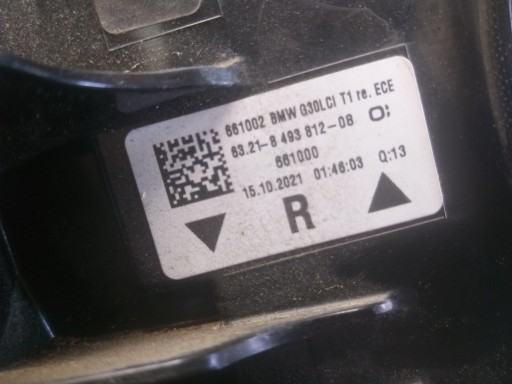 661002 BMW G30LCI T1 re. ECE
63.21-8 493 812-08 O;
661000
15.10.2021 01:46:03 Q:13
R